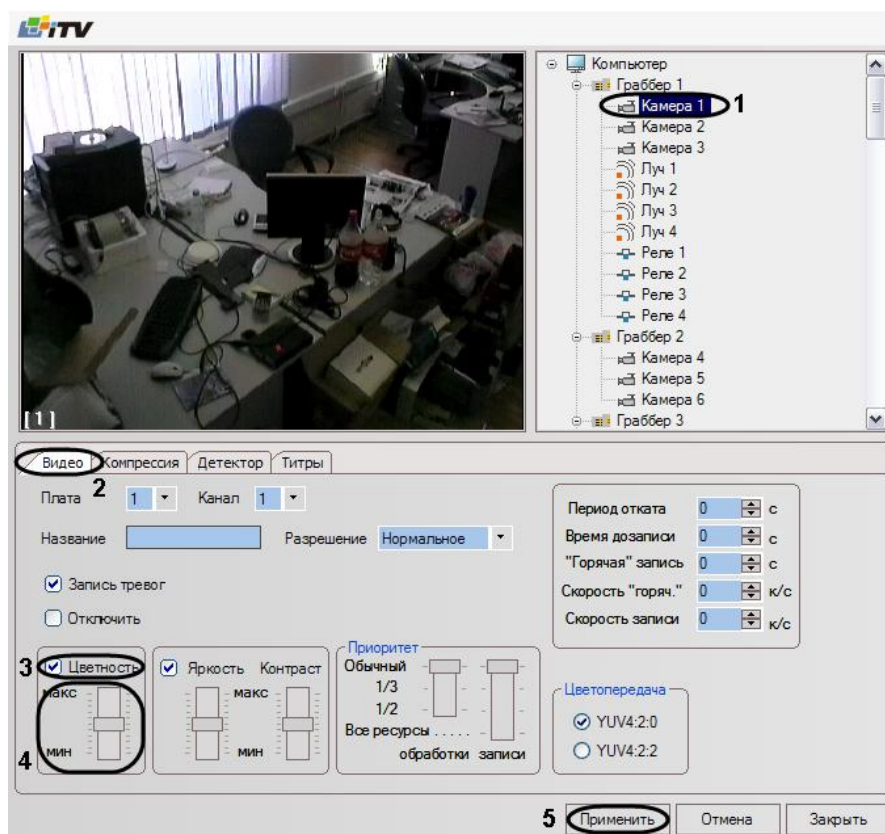 iTV
Компьютер
Граббер 1
Камера 1 1
Камера 2
Камера 3
Луч 1
Луч 2
Луч 3
Луч 4
Реле 1
Реле 2
Реле 3
Реле 4
Граббер 2
Камера 4
Камера 5
Камера 6
Граббер 3
[1]
Видео Компрессия Детектор Титры
2
Плата 1 Канал 1
Название Разрешение Нормальное
Запись тревог
Отключить
Период отката 0 с
Время дозаписи 0 с
"Горячая" запись 0 с
Скорость "горяч." 0 к/с
Скорость записи 0 к/с
3 Цветность
макс
мин
4
Яркость Контраст
макс
мин
Приоритет
Обычный
1/3
1/2
Все ресурсы .....
обработки записи
Цветопередача
YUV4:2:0
YUV4:2:2
5 Применить Отмена Закрыть